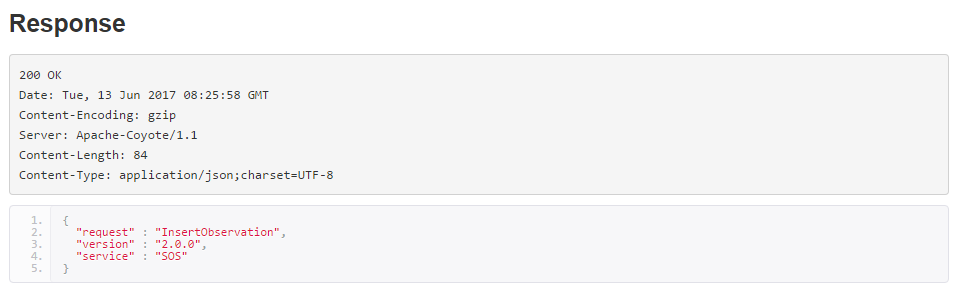 Response
200 OK
Date: Tue, 13 Jun 2017 08:25:58 GMT
Content-Encoding: gzip
Server: Apache-Coyote/1.1
Content-Length: 84
Content-Type: application/json;charset=UTF-8
1. {
2. "request" : "InsertObservation",
3. "version" : "2.0.0",
4. "service" : "SOS"
5. }